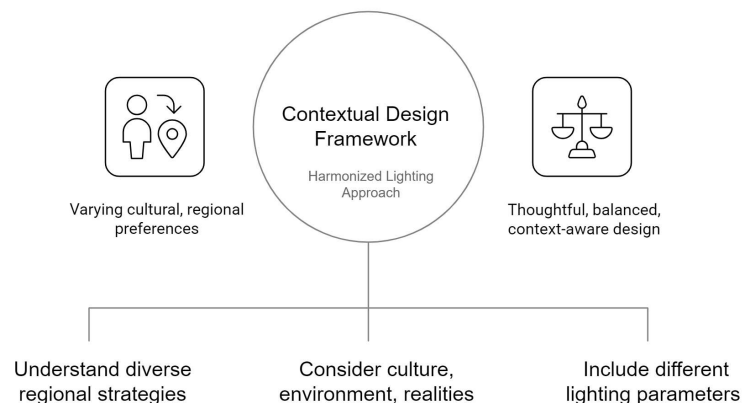 Contextual Design
Framework
Harmonized Lighting
Approach
Varying cultural, regional
preferences
Thoughtful, balanced,
context-aware design
Understand diverse
regional strategies
Consider culture,
environment, realities
Include different
lighting parameters